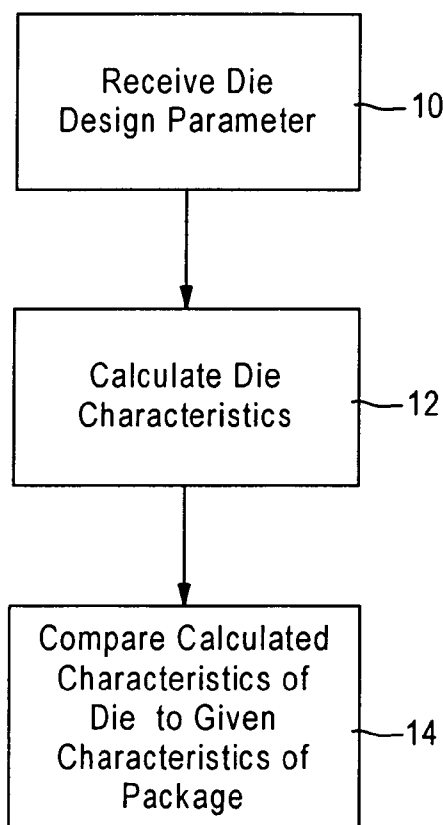 Receive Die
Design Parameter
10
Calculate Die
Characteristics
12
Compare Calculated
Characteristics of
Die to Given
Characteristics of
Package
14